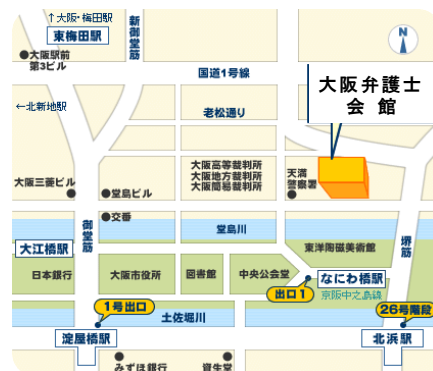 ↑大阪・梅田駅
東梅田駅
新御堂筋
N
大阪駅前
第3ビル
国道1号線
←北新地駅
老松通り
大阪弁護士
会館
大阪高等裁判所
大阪地方裁判所
大阪簡易裁判所
天満
警察署
大阪三菱ビル
堂島ビル
交番
御堂筋
堂島川
大江橋駅
東洋陶磁美術館
堺筋
日本銀行
大阪市役所
図書館
中央公会堂
なにわ橋駅
出口1
京阪中之島線
1号出口
土佐堀川
26号階段
淀屋橋駅
北浜駅
みずほ銀行
資生堂